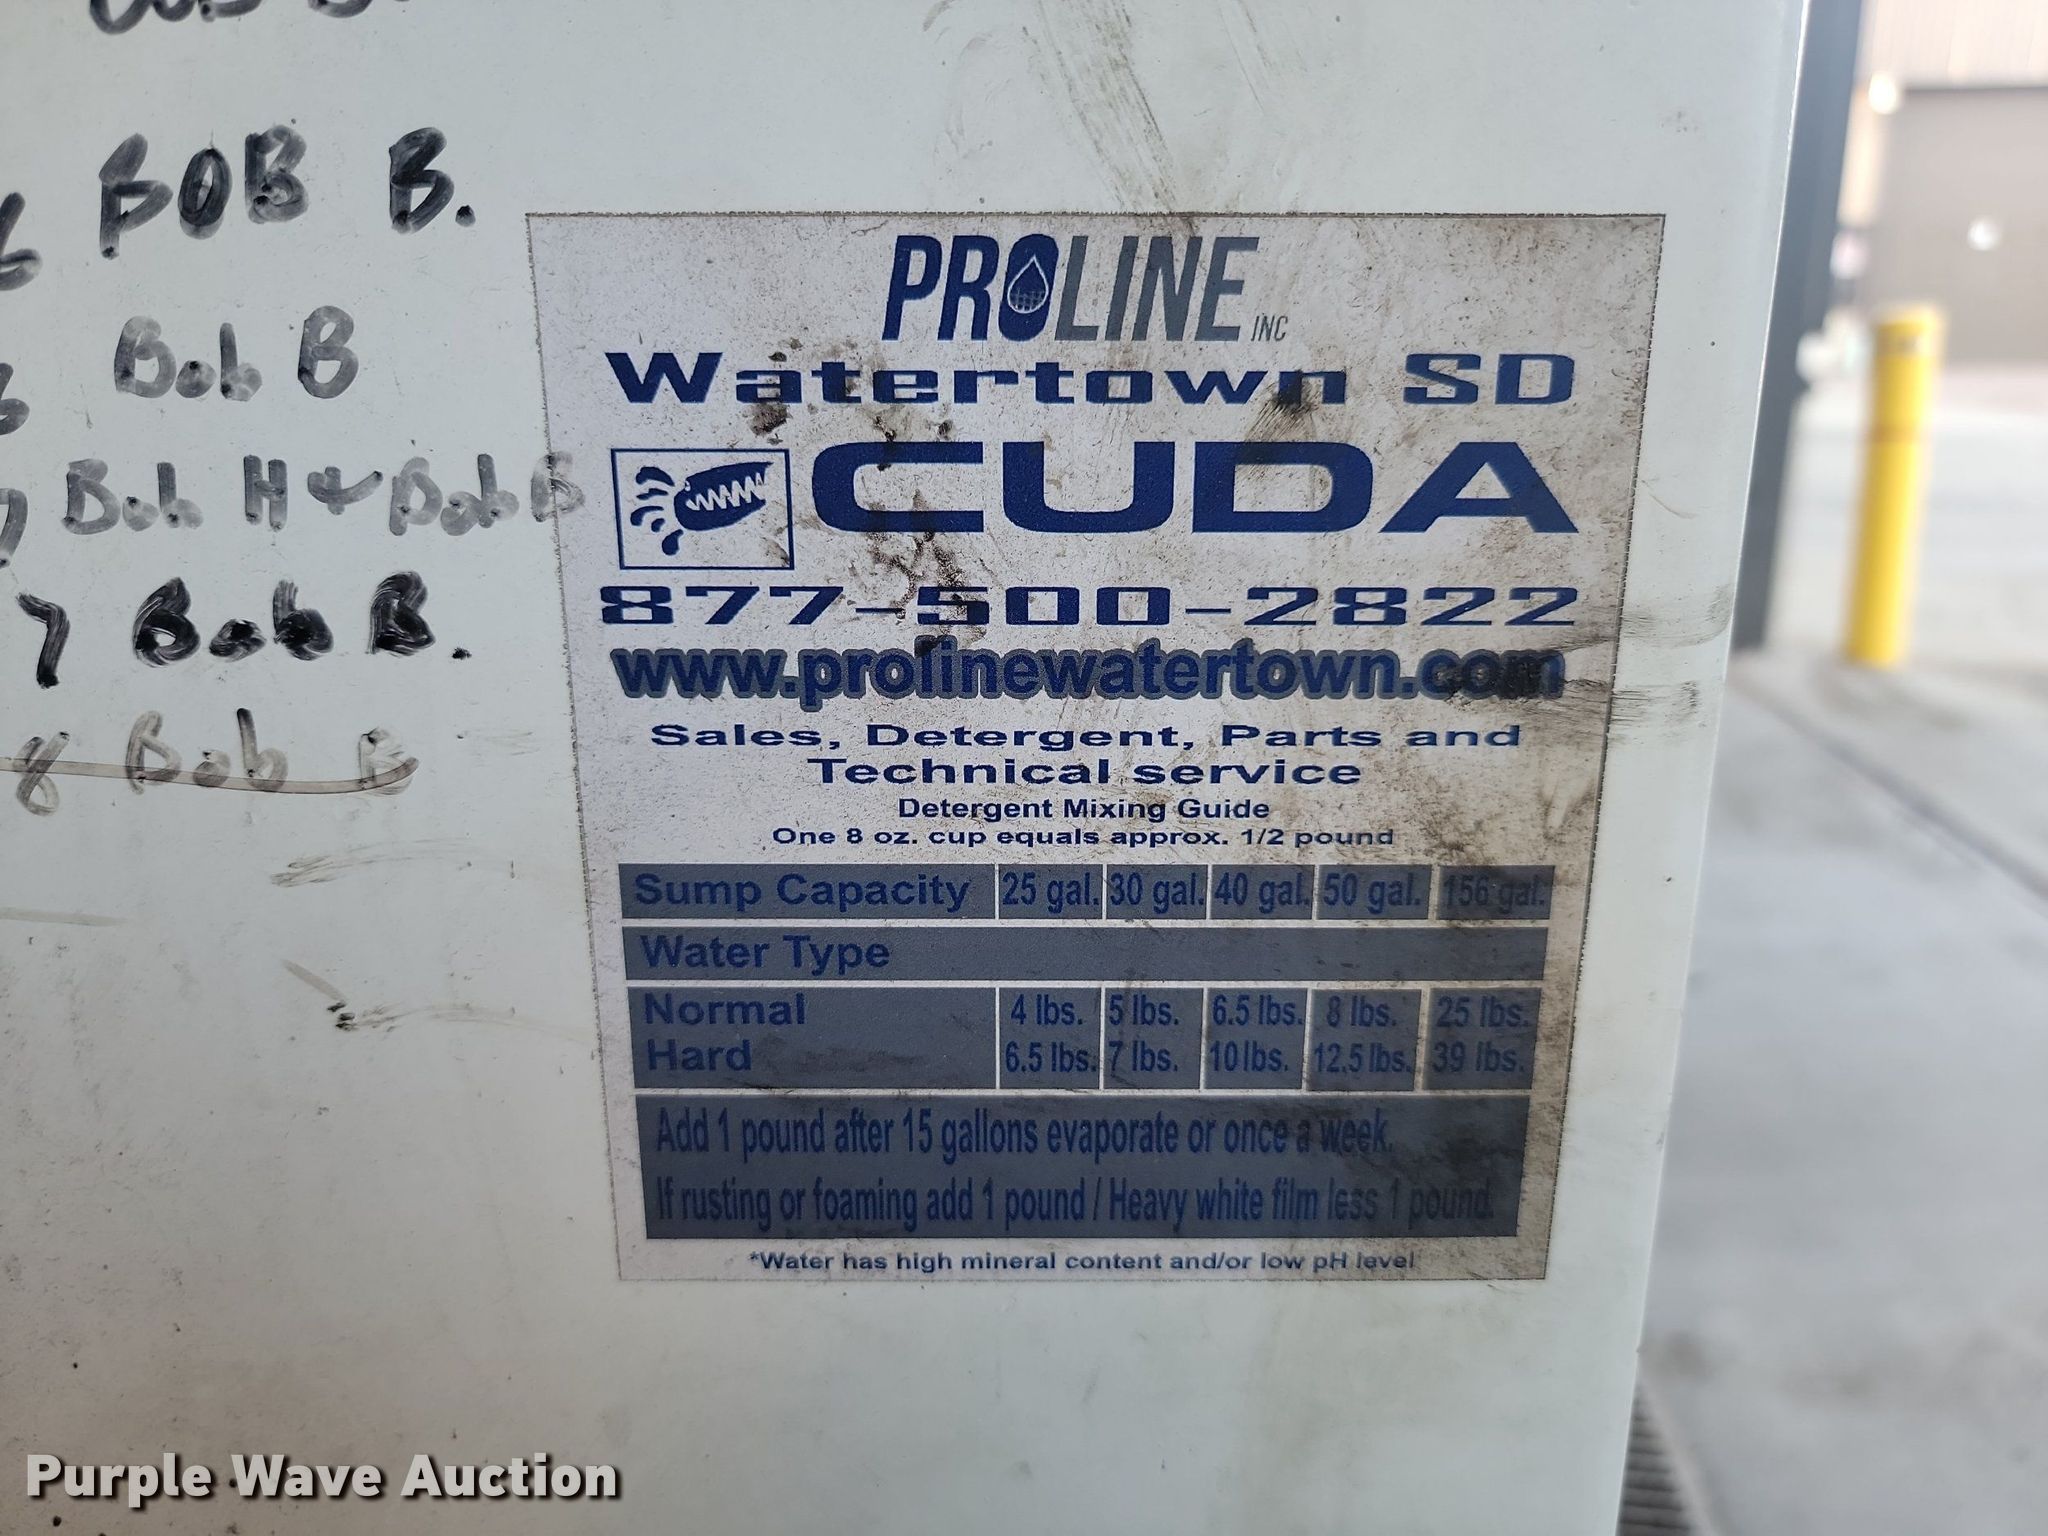 BOB B.
Bob B
Bob H + Bob B
7 Bob B.
8 Bob B
PROLINE INC
Watertown SD
CUDA
877-500-2822
www.prolinewatertown.com
Sales, Detergent, Parts and
Technical service
Detergent Mixing Guide
One 8 oz. cup equals approx. 1/2 pound
Sump Capacity 25 gal. 30 gal. 40 gal. 50 gal. 156 gal.
Water Type
Normal 4 lbs. 5 lbs. 6.5 lbs. 8 lbs. 25 lbs.
Hard 6.5 lbs. 7 lbs. 10 lbs. 12.5 lbs. 39 lbs.
Add 1 pound after 15 gallons evaporate or once a week.
If rusting or foaming add 1 pound / Heavy white film less 1 pound.
*Water has high mineral content and/or low pH level
Purple Wave Auction